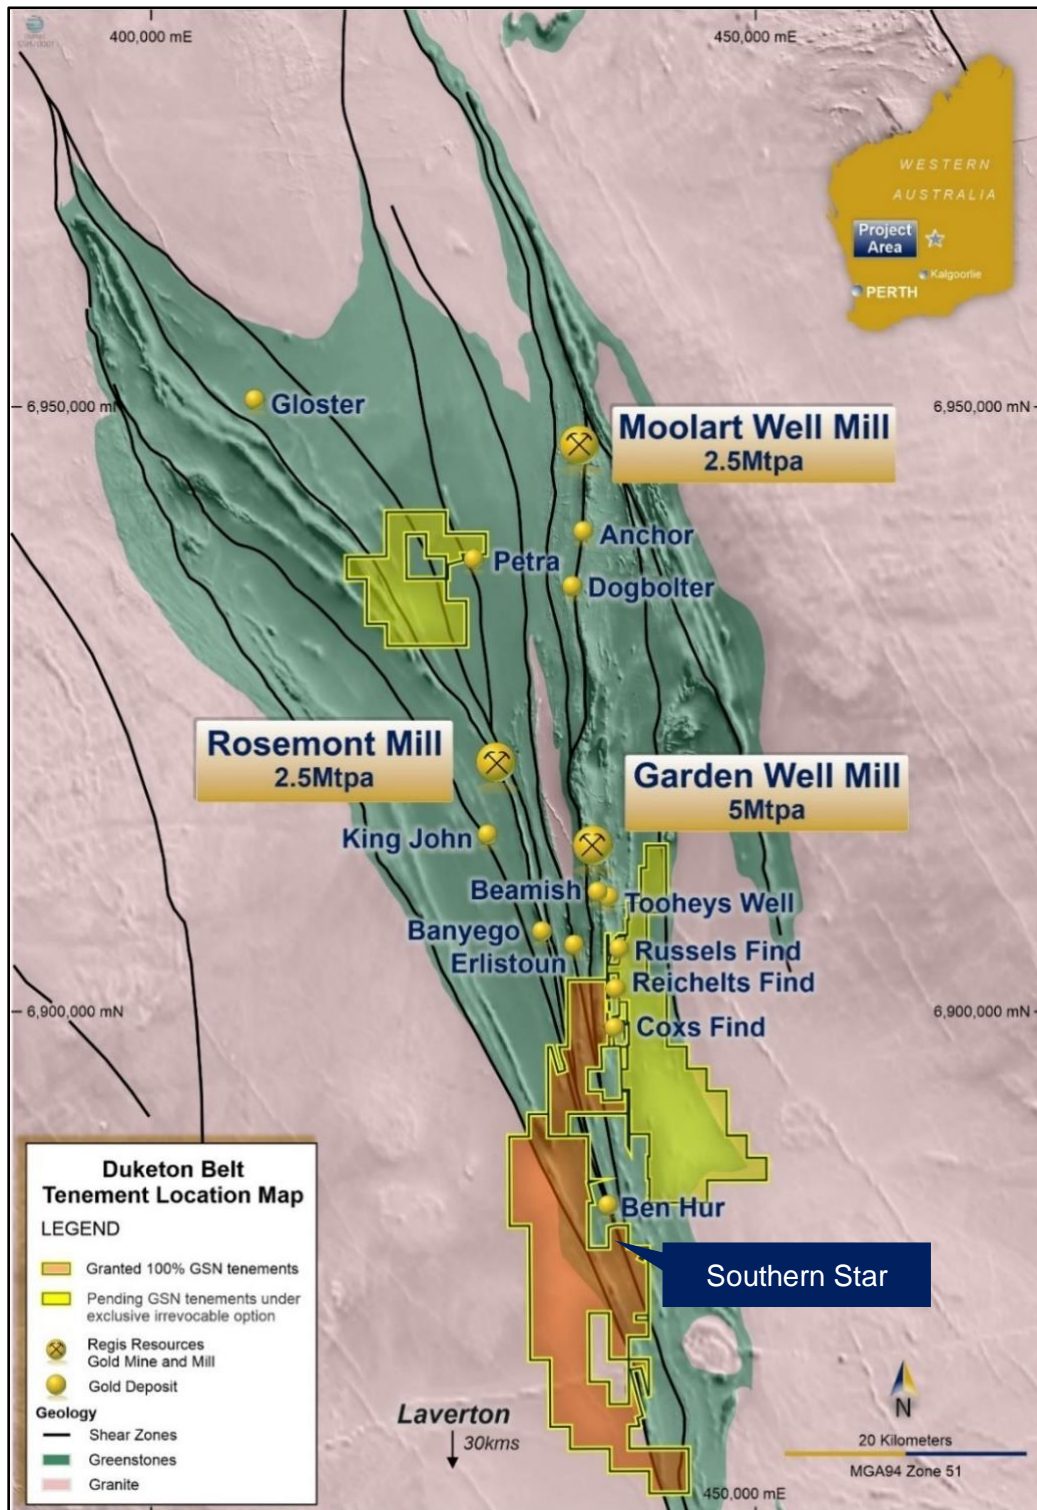 400,000 mE
450,000 mE
WESTERN
AUSTRALIA
Project
Area
Kalgoorlie
PERTH
6,950,000 mN
6,950,000 mN
Gloster
Moolart Well Mill
2.5Mtpa
Anchor
Petra
Dogbolter
Rosemont Mill
2.5Mtpa
Garden Well Mill
5Mtpa
King John
Beamish
Tooheys Well
Banyego
Erlistoun
Russels Find
Reichelts Find
6,900,000 mN
6,900,000 mN
Coxs Find
Ben Hur
Southern Star
Duketon Belt
Tenement Location Map
LEGEND
Granted 100% GSN tenements
Pending GSN tenements under
exclusive irrevocable option
Regis Resources
Gold Mine and Mill
Gold Deposit
Geology
Shear Zones
Greenstones
Granite
Laverton
30kms
N
20 Kilometers
MGA94 Zone 51
450,000 mE